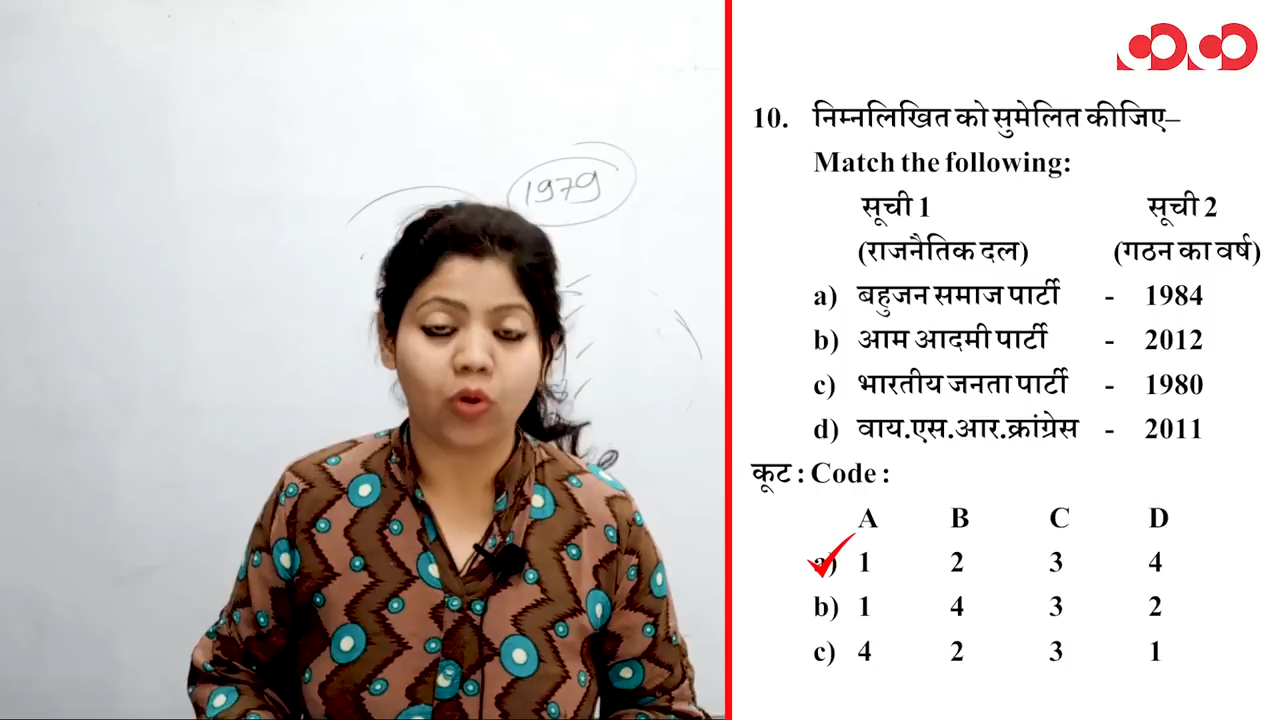 1979
10. निम्नलिखित को सुमेलित कीजिए–
Match the following:
सूची 1 सूची 2
(राजनैतिक दल) (गठन का वर्ष)
a) बहुजन समाज पार्टी - 1984
b) आम आदमी पार्टी - 2012
c) भारतीय जनता पार्टी - 1980
d) वाय.एस.आर.क्रांग्रेस - 2011
कूट : Code :
A B C D
a) 1 2 3 4
b) 1 4 3 2
c) 4 2 3 1